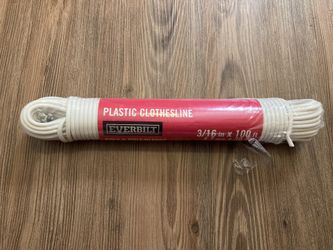 PLASTIC CLOTHESLINE
EVERBILT
3/16 in x 100 ft